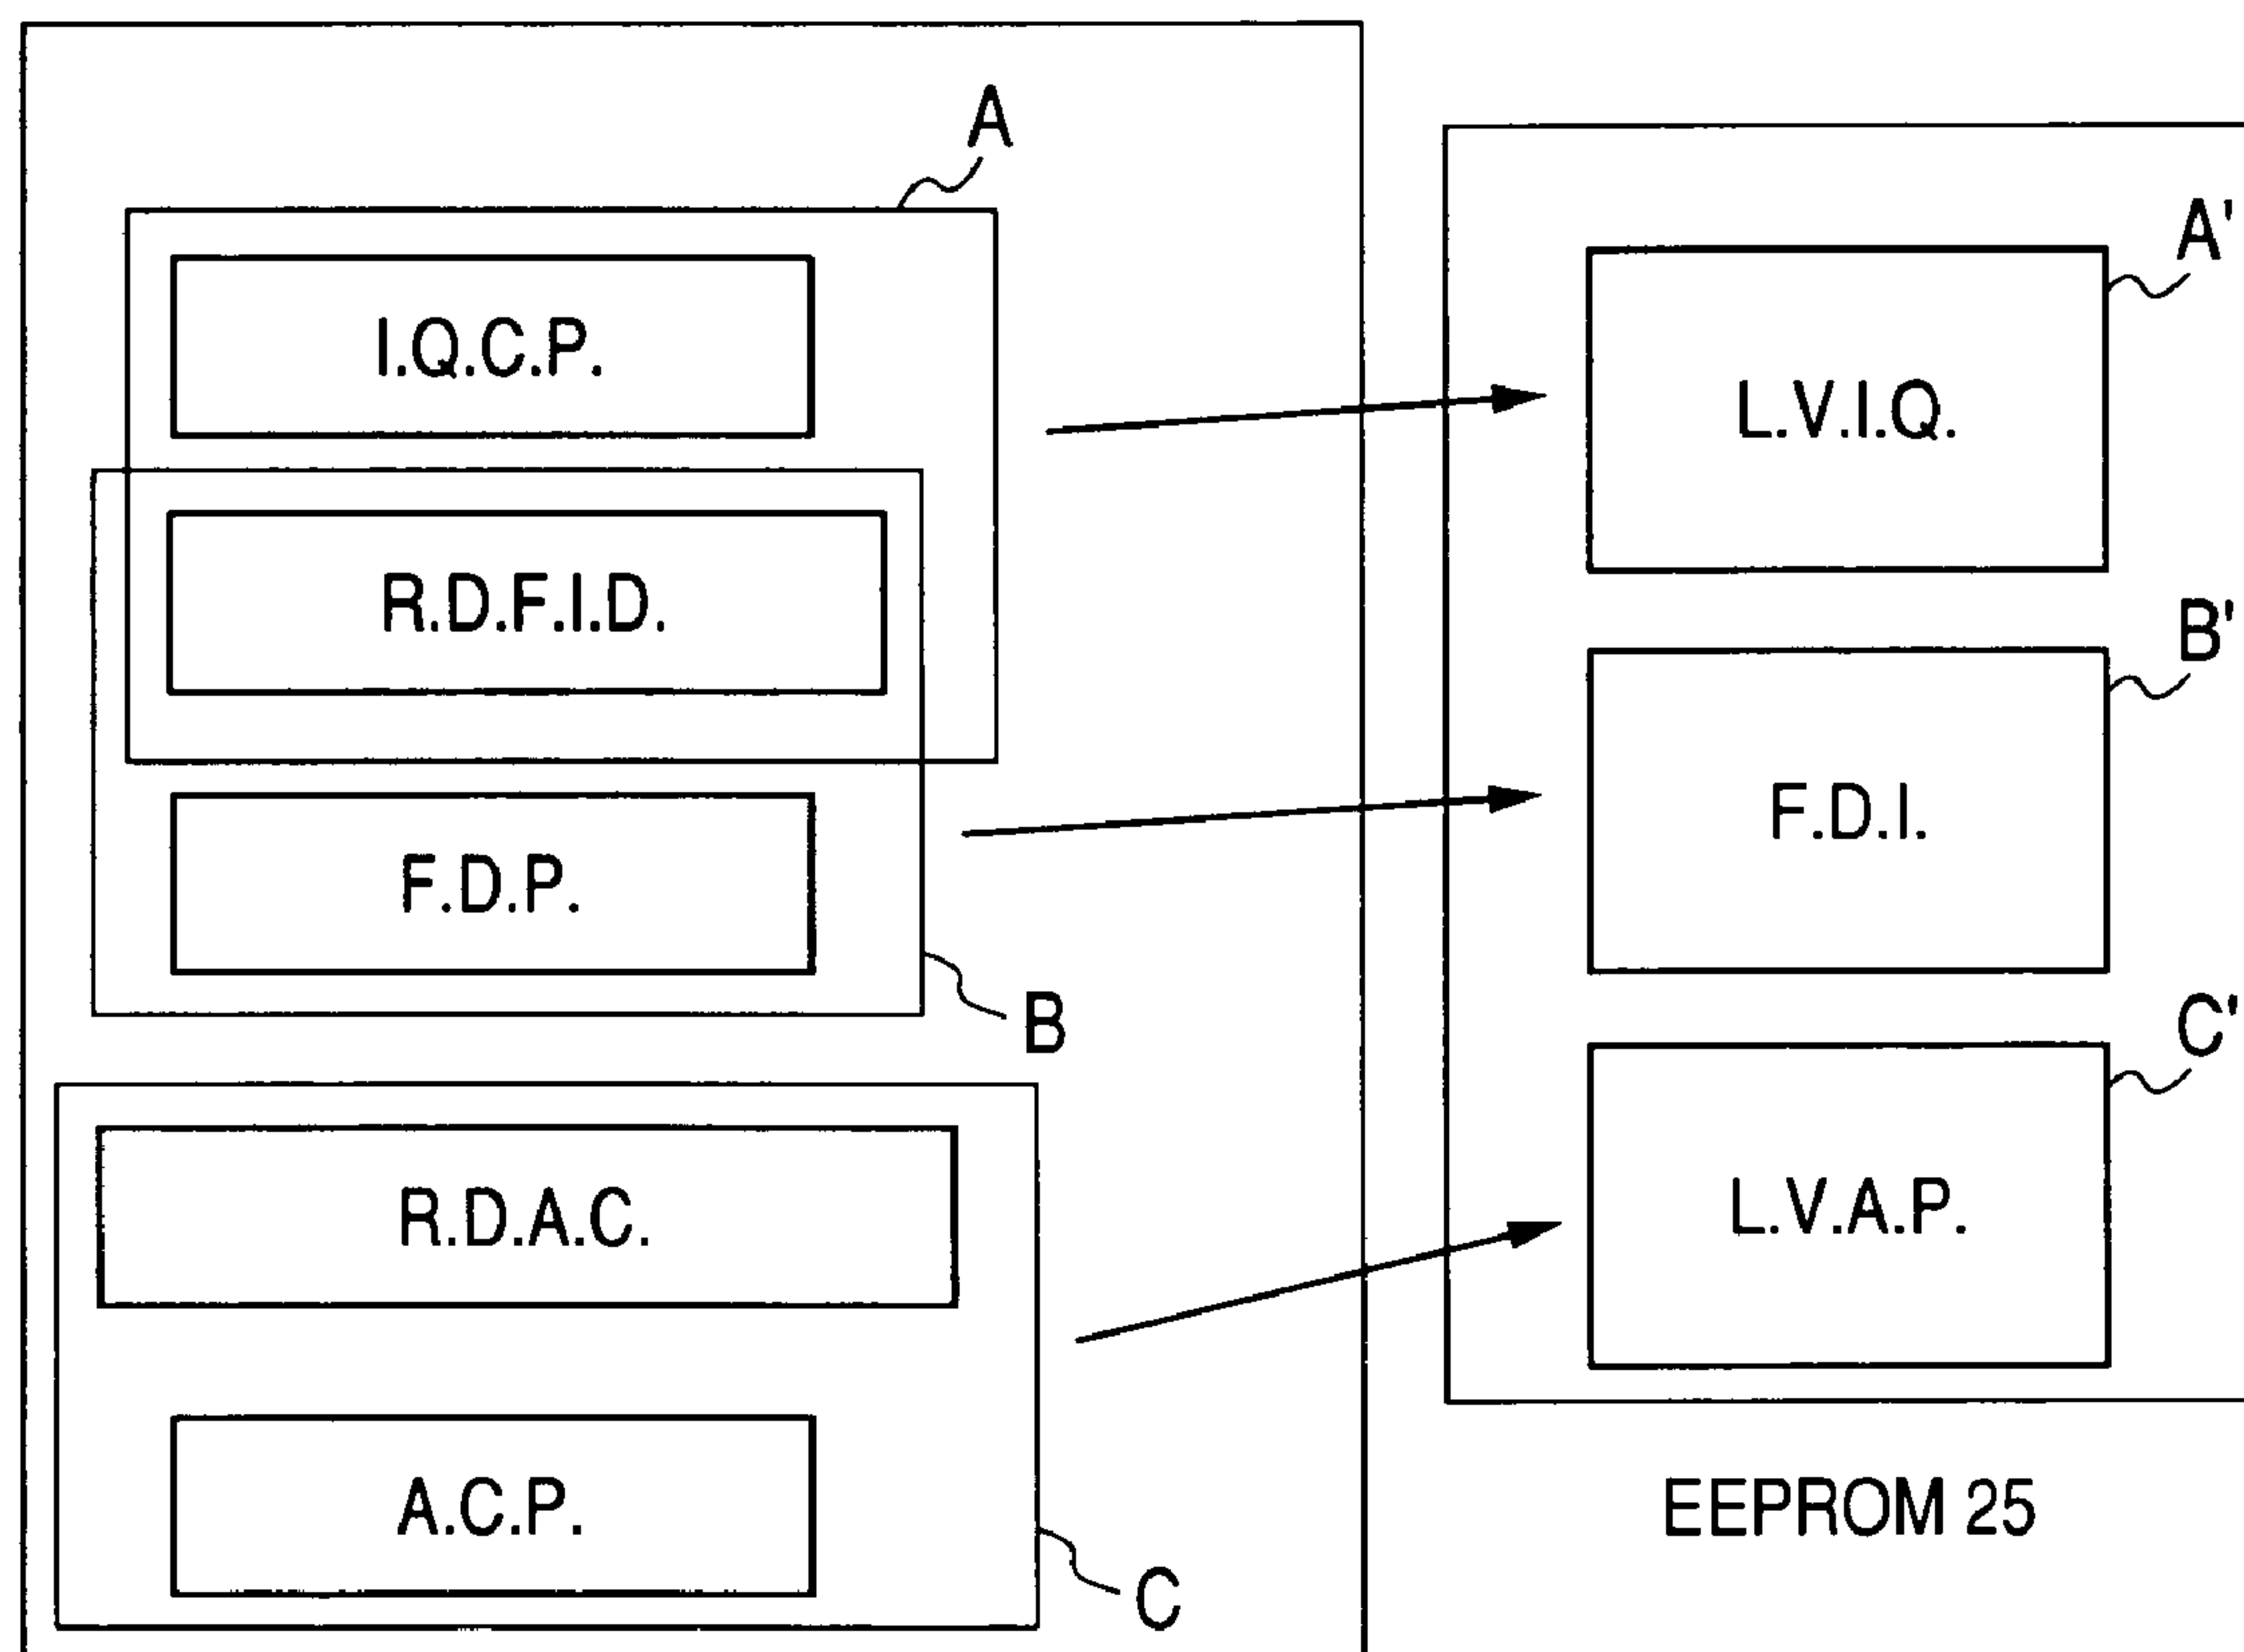 A
I.Q.C.P.
R.D.F.I.D.
F.D.P.
B
R.D.A.C.
A.C.P.
C
A'
L.V.I.Q.
B'
F.D.I.
C'
L.V.A.P.
EEPROM 25